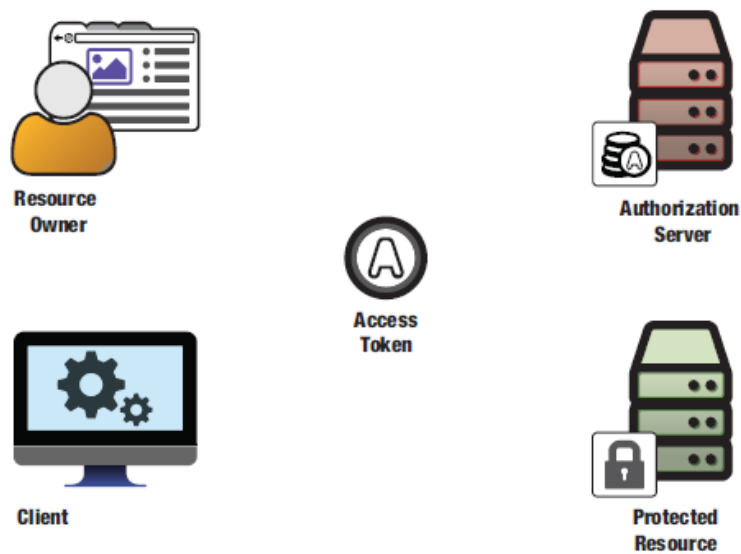 Resource
Owner
A
Authorization
Server
A
Access
Token
Client
Protected
Resource